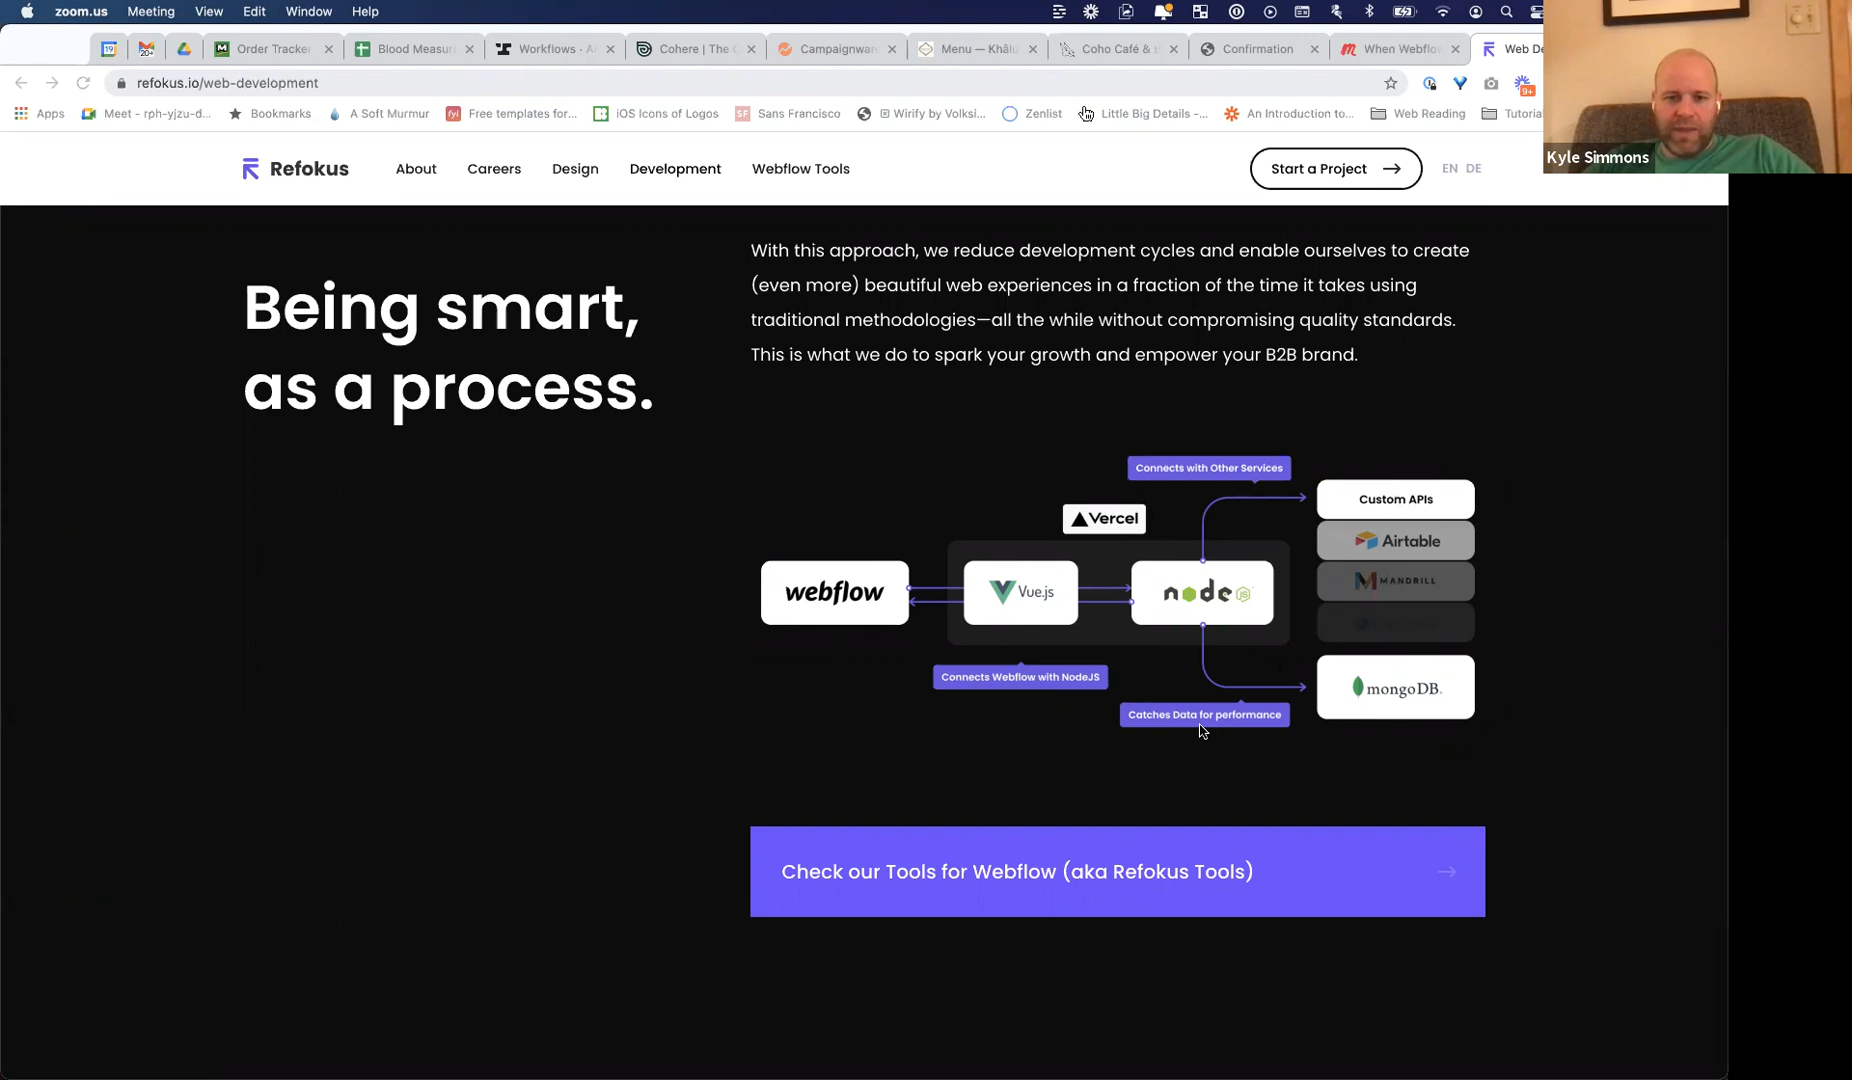 zoom.us Meeting View Edit Window Help
Order Tracker Blood Measur Workflows - A Cohere | The C Campaignware Menu — Khâlu Coho Café & B Confirmation When Webflow Web De
refokus.io/web-development
9+
Apps Meet - rph-yjzu-d... Bookmarks A Soft Murmur fyl Free templates for... iOS Icons of Logos SF Sans Francisco Wirify by Volksi... Zenlist Little Big Details -... An Introduction to... Web Reading Tutoria
Kyle Simmons
Refokus About Careers Design Development Webflow Tools Start a Project EN DE
Being smart,
as a process.
With this approach, we reduce development cycles and enable ourselves to create
(even more) beautiful web experiences in a fraction of the time it takes using
traditional methodologies—all the while without compromising quality standards.
This is what we do to spark your growth and empower your B2B brand.
Connects with Other Services
Custom APIs
Vercel
Airtable
MANDRILL
webflow
Vue.js
node JS
Connects Webflow with NodeJS
mongoDB.
Catches Data for performance
Check our Tools for Webflow (aka Refokus Tools)